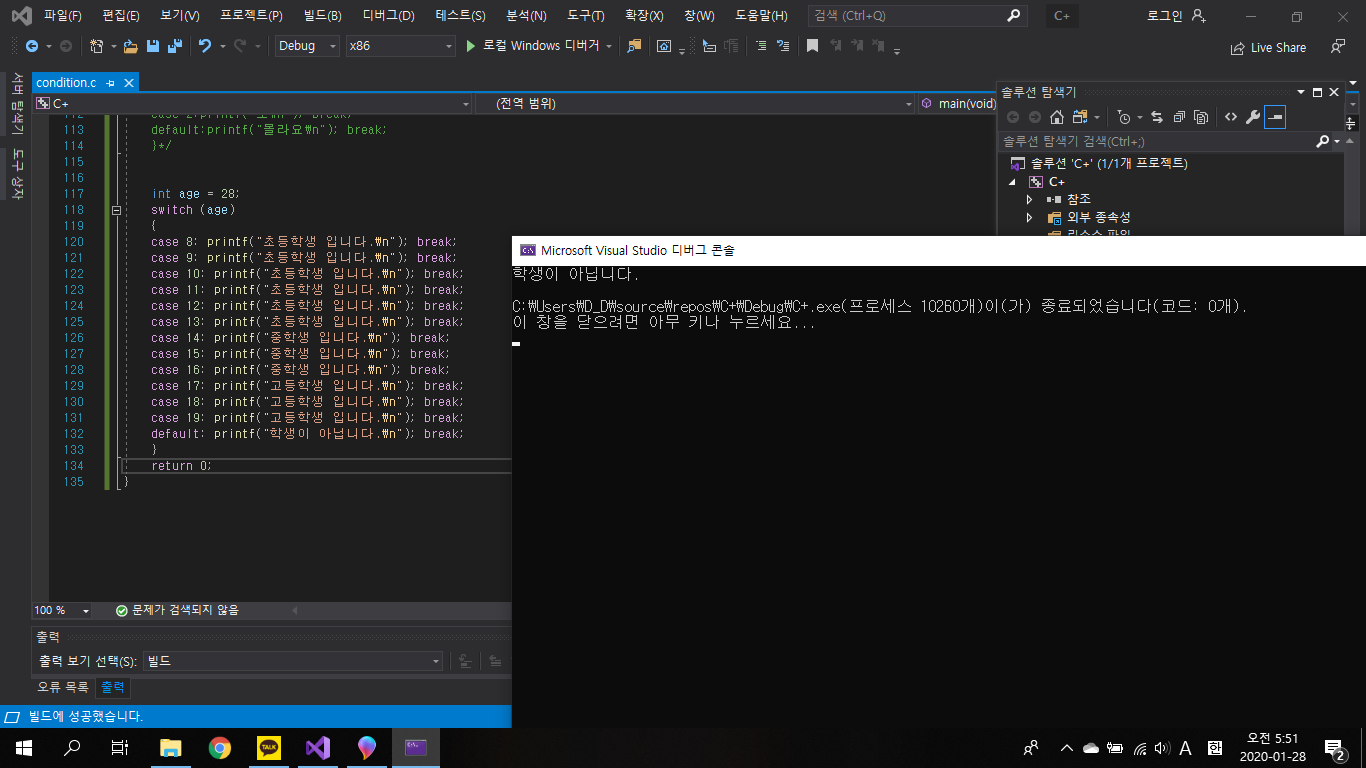 파일(F) 편집(E) 보기(V) 프로젝트(P) 빌드(B) 디버그(D) 테스트(S) 분석(N) 도구(T) 확장(X) 창(W) 도움말(H) 검색 (Ctrl+Q) C+ 로그인
Debug x86 로컬 Windows 디버거 Live Share
서버 탐색기
도구 상자
condition.c
C+ (전역 범위) main(void)
113 default:printf("몰라요₩n"); break;
114 }*/
115
116
117 int age = 28;
118 switch (age)
119 {
120 case 8: printf("초등학생 입니다.₩n"); break;
121 case 9: printf("초등학생 입니다.₩n"); break;
122 case 10: printf("초등학생 입니다.₩n"); break;
123 case 11: printf("초등학생 입니다.₩n"); break;
124 case 12: printf("초등학생 입니다.₩n"); break;
125 case 13: printf("초등학생 입니다.₩n"); break;
126 case 14: printf("중학생 입니다.₩n"); break;
127 case 15: printf("중학생 입니다.₩n"); break;
128 case 16: printf("중학생 입니다.₩n"); break;
129 case 17: printf("고등학생 입니다.₩n"); break;
130 case 18: printf("고등학생 입니다.₩n"); break;
131 case 19: printf("고등학생 입니다.₩n"); break;
132 default: printf("학생이 아닙니다.₩n"); break;
133 }
134 return 0;
135 }
100 % 문제가 검색되지 않음
솔루션 탐색기
솔루션 탐색기 검색(Ctrl+;)
솔루션 'C+' (1/1개 프로젝트)
C+
참조
외부 종속성
Microsoft Visual Studio 디버그 콘솔
학생이 아닙니다.
C:₩Users₩D_D₩source₩repos₩C+₩Debug₩C+.exe(프로세스 10260개)이(가) 종료되었습니다(코드: 0개).
이 창을 닫으려면 아무 키나 누르세요...
출력
출력 보기 선택(S): 빌드
오류 목록 출력
빌드에 성공했습니다.
TALK
A 한 오전 5:51
2020-01-28
2